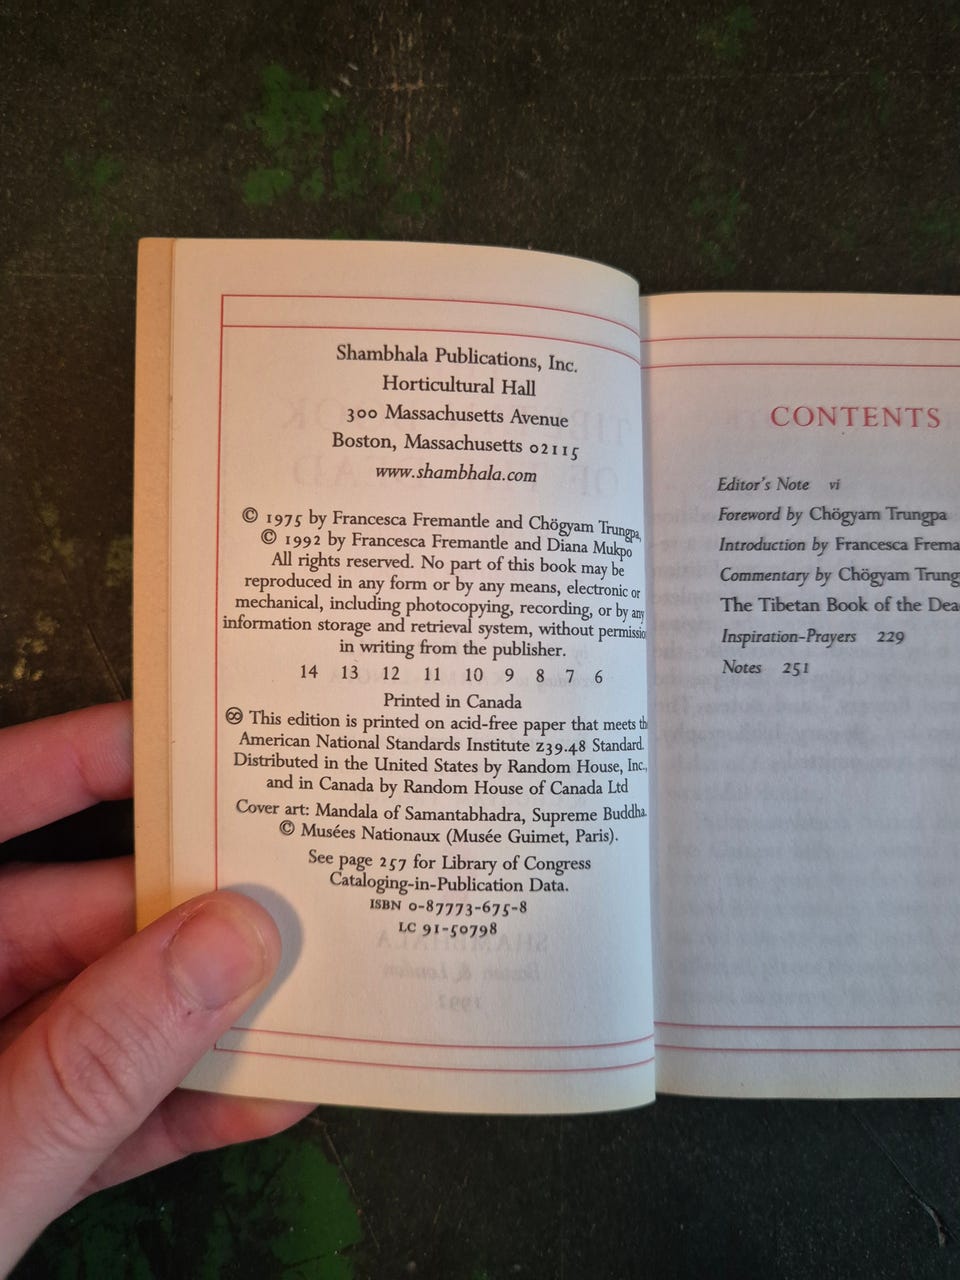 Shambhala Publications, Inc.
Horticultural Hall
300 Massachusetts Avenue
Boston, Massachusetts 02115
www.shambhala.com
© 1975 by Francesca Fremantle and Chögyam Trungpa,
© 1992 by Francesca Fremantle and Diana Mukpo
All rights reserved. No part of this book may be
reproduced in any form or by any means, electronic or
mechanical, including photocopying, recording, or by any
information storage and retrieval system, without permissio
in writing from the publisher.
14 13 12 11 10 9 8 7 6
Printed in Canada
♾ This edition is printed on acid-free paper that meets th
American National Standards Institute Z39.48 Standard.
Distributed in the United States by Random House, Inc.,
and in Canada by Random House of Canada Ltd
Cover art: Mandala of Samantabhadra, Supreme Buddha.
© Musées Nationaux (Musée Guimet, Paris).
See page 257 for Library of Congress
Cataloging-in-Publication Data.
ISBN 0-87773-675-8
LC 91-50798
CONTENTS
Editor's Note vi
Foreword by Chögyam Trungpa
Introduction by Francesca Frema
Commentary by Chögyam Trung
The Tibetan Book of the Dea
Inspiration-Prayers 229
Notes 251